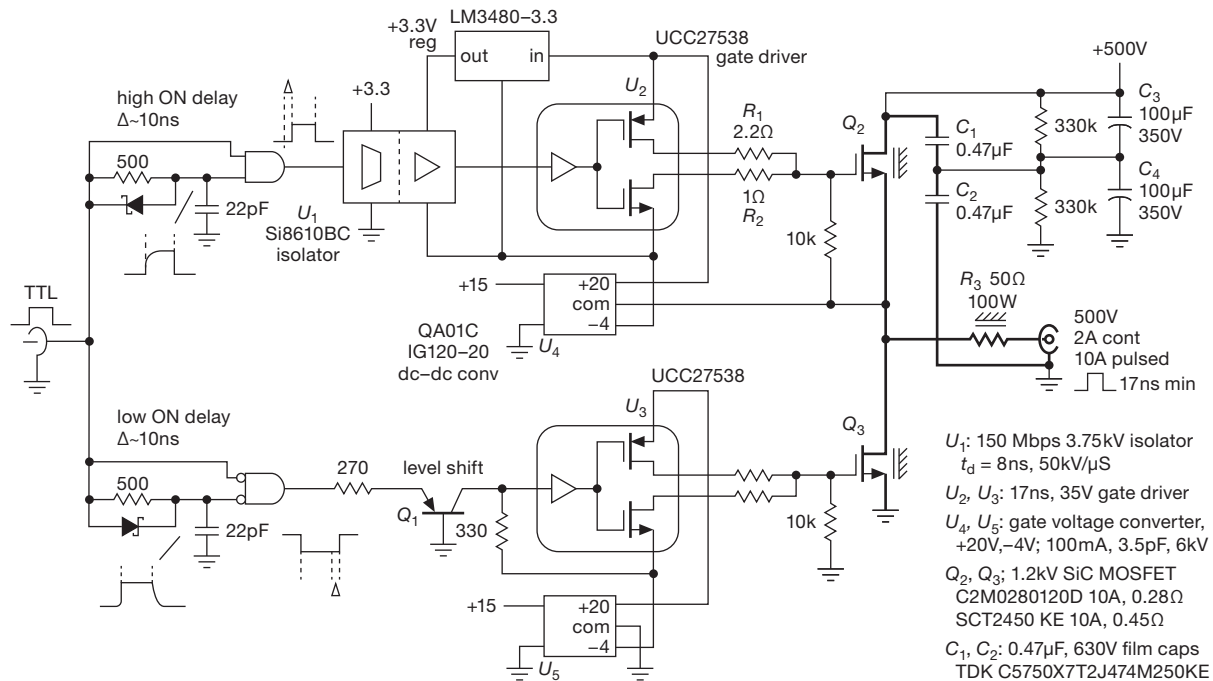 LM3480–3.3
+3.3V
reg
out
in
UCC27538
gate driver
+500V
high ON delay
Δ~10ns
+3.3
U2
R1
2.2Ω
Q2
C1
0.47µF
330k
C3
100µF
350V
500
22pF
U1
Si8610BC
isolator
1Ω
R2
C2
0.47µF
330k
C4
100µF
350V
10k
TTL
+15
+20
com
–4
U4
QA01C
IG120–20
dc–dc conv
R3 50Ω
100W
500V
2A cont
10A pulsed
17ns min
UCC27538
low ON delay
Δ~10ns
U3
Q3
500
22pF
270
level shift
Q1
330
10k
+15
+20
com
–4
U5
U1: 150 Mbps 3.75kV isolator
td = 8ns, 50kV/µS
U2, U3: 17ns, 35V gate driver
U4, U5: gate voltage converter,
+20V,–4V; 100mA, 3.5pF, 6kV
Q2, Q3; 1.2kV SiC MOSFET
C2M0280120D 10A, 0.28Ω
SCT2450 KE 10A, 0.45Ω
C1, C2: 0.47µF, 630V film caps
TDK C5750X7T2J474M250KE